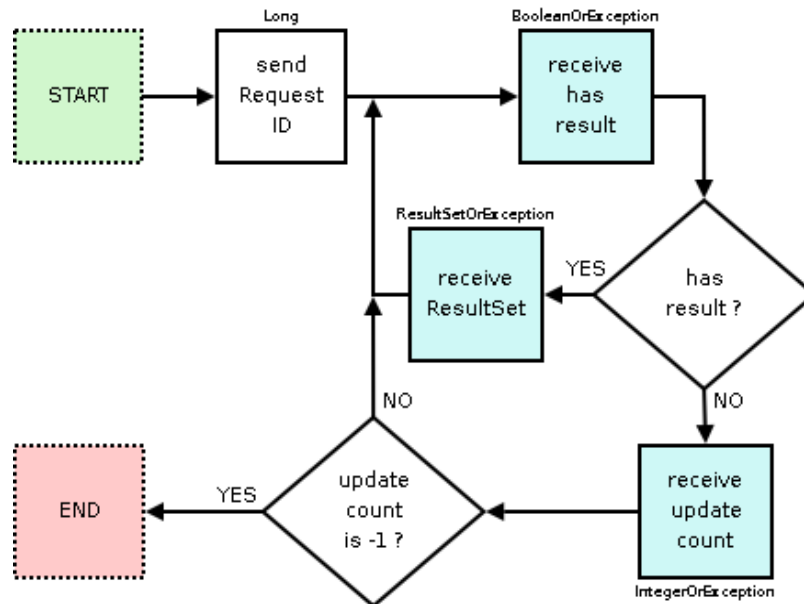 Long
BooleanOrException
START
send
Request
ID
receive
has
result
ResultSetOrException
receive
ResultSet
YES
has
result ?
NO
NO
END
YES
update
count
is -1 ?
receive
update
count
IntegerOrException